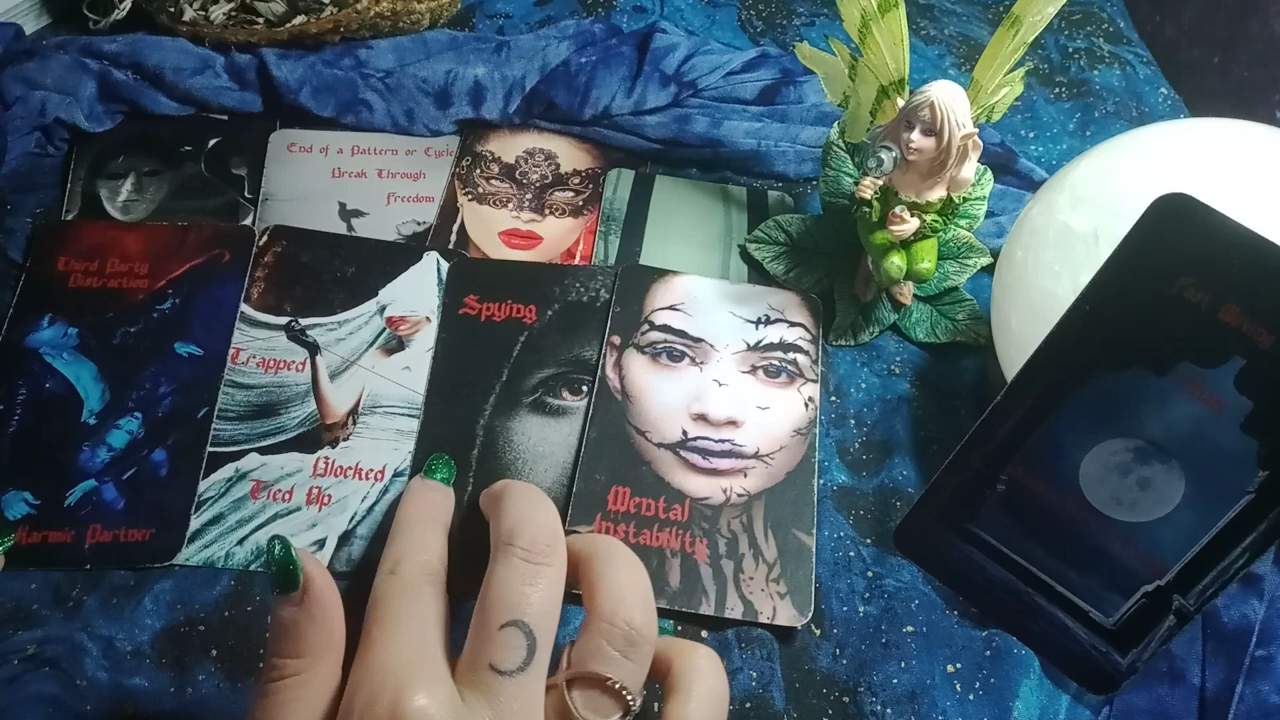 End of a Pattern or Cycle
Break Through
Freedom
Third Party
Distraction
Karmic Partner
Trapped
Blocked
Tied Up
Spying
Mental
Instability